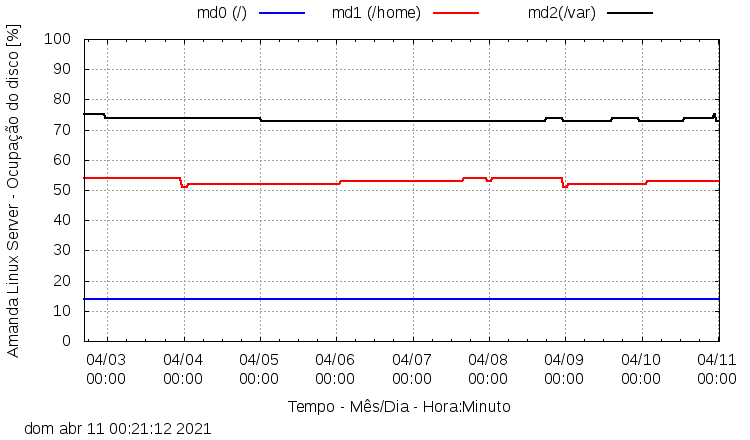 md0 (/) md1 (/home) md2(/var)
Amanda Linux Server - Ocupação do disco [%]
100
90
80
70
60
50
40
30
20
10
0
04/03 04/04 04/05 04/06 04/07 04/08 04/09 04/10 04/11
00:00 00:00 00:00 00:00 00:00 00:00 00:00 00:00 00:00
Tempo - Mês/Dia - Hora:Minuto
dom abr 11 00:21:12 2021